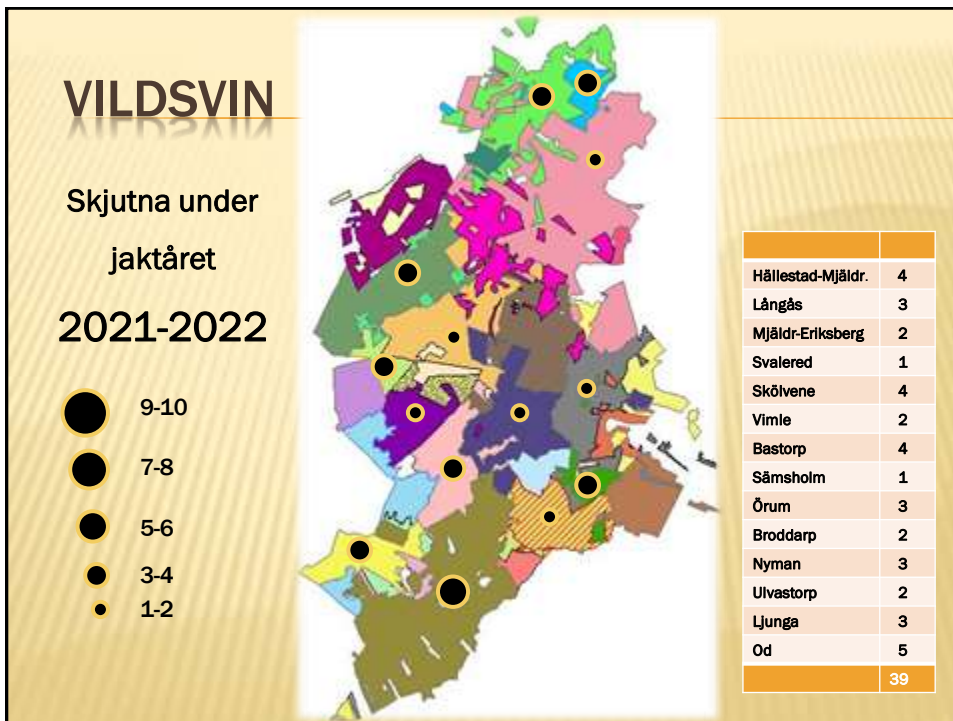 VILDSVIN
Skjutna under
jaktåret
2021-2022
9-10
7-8
5-6
3-4
1-2
Hällestad-Mjäldr. 4
Långås 3
Mjäldr-Eriksberg 2
Svalered 1
Skölvene 4
Vimle 2
Bastorp 4
Sämsholm 1
Örum 3
Broddarp 2
Nyman 3
Ulvastorp 2
Ljunga 3
Od 5
39